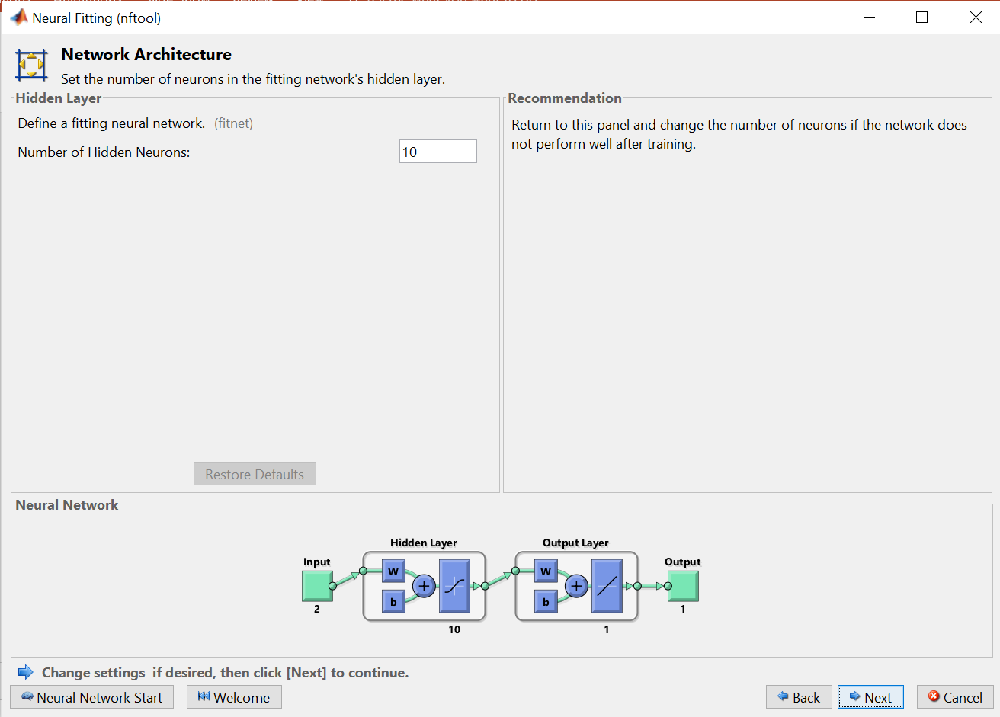 Neural Fitting (nftool)
Network Architecture
Set the number of neurons in the fitting network's hidden layer.
Hidden Layer
Define a fitting neural network. (fitnet)
Number of Hidden Neurons:
10
Restore Defaults
Recommendation
Return to this panel and change the number of neurons if the network does
not perform well after training.
Neural Network
Hidden Layer
Output Layer
Input
Output
W
b
W
b
2
10
1
1
Change settings if desired, then click [Next] to continue.
Neural Network Start
Welcome
Back
Next
Cancel